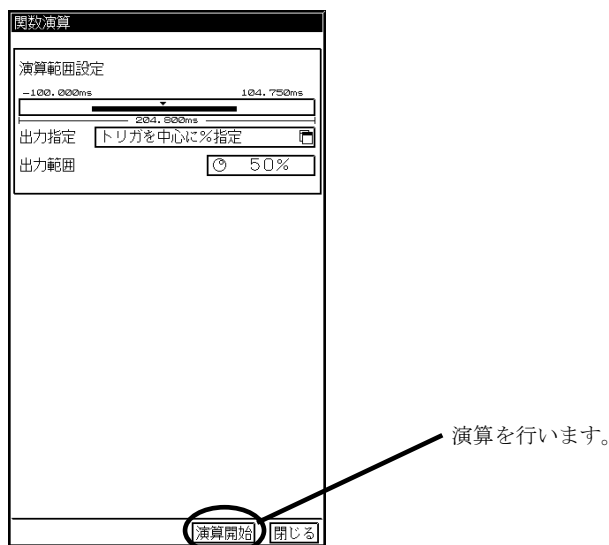 関数演算
演算範囲設定
-100.000ms 104.750ms
204.800ms
出力指定 トリガを中心に%指定
出力範囲 50%
演算を行います。
演算開始 閉じる